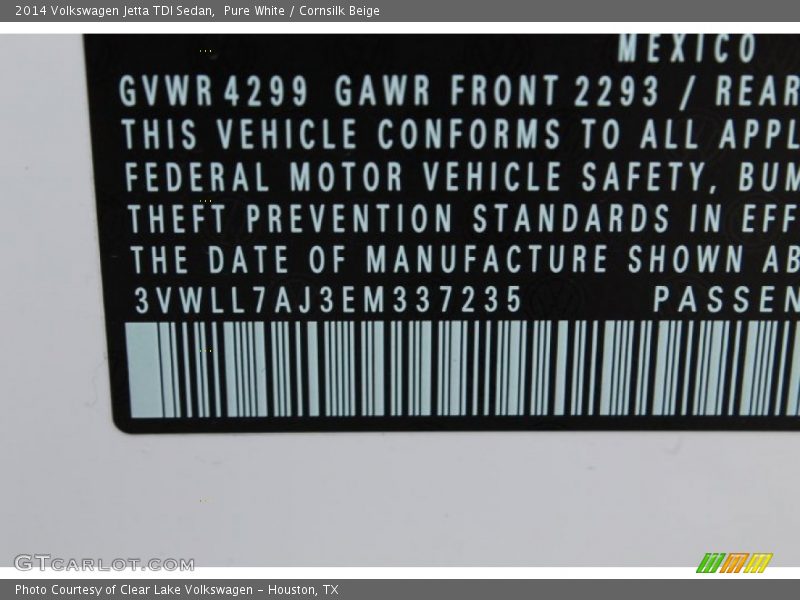 2014 Volkswagen Jetta TDI Sedan, Pure White / Cornsilk Beige
MEXICO
GVWR 4299 GAWR FRONT 2293 / REAR
THIS VEHICLE CONFORMS TO ALL APPL
FEDERAL MOTOR VEHICLE SAFETY, BUM
THEFT PREVENTION STANDARDS IN EFF
THE DATE OF MANUFACTURE SHOWN AB
3VWLL7AJ3EM337235 PASSEN
GTCARLOT.COM
Photo Courtesy of Clear Lake Volkswagen - Houston, TX